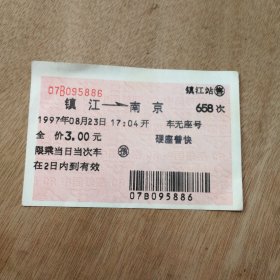 07B095886 镇江站售
镇江→南京 658次
1997年08月23日17:04开 车无座号
全价3.00元 硬座普快
限乘当日当次车
在2日内到有效
07B095886